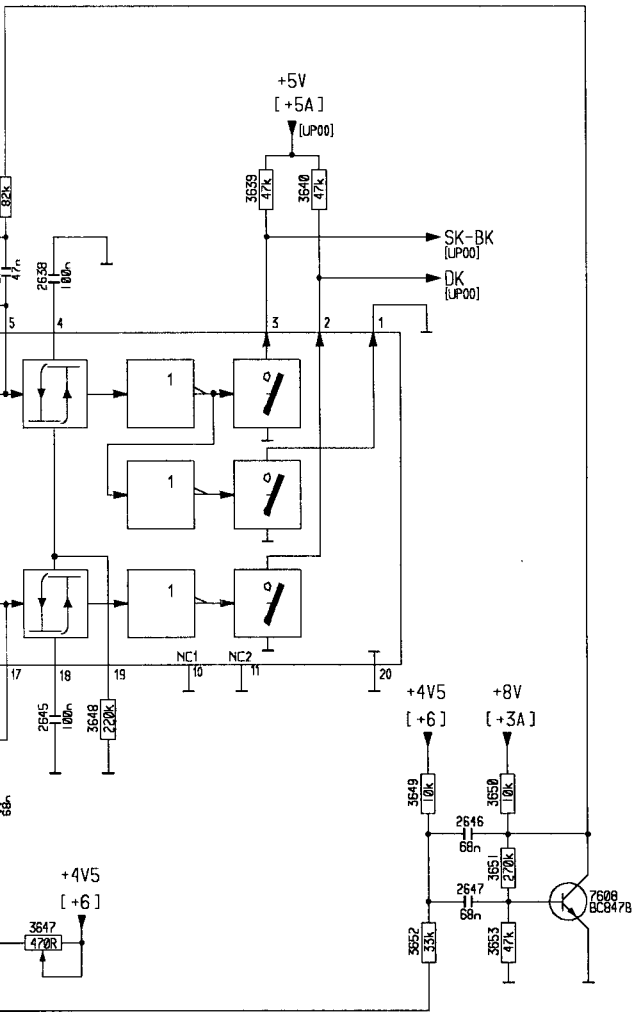 +5V
[+5A]
[UP00]
3639
47k
3640
47k
82k
SK-BK
[UP00]
DK
[UP00]
47n
2638
100n
5
4
3
2
1
1
1
1
NC1
NC2
17
18
19
10
11
20
2645
100n
3648
220k
+4V5
[+6]
+8V
[+3A]
3649
10k
3650
10k
68n
2646
68n
3651
270k
+4V5
[+6]
2647
68n
7608
BC847B
3647
470R
3652
33k
3653
47k